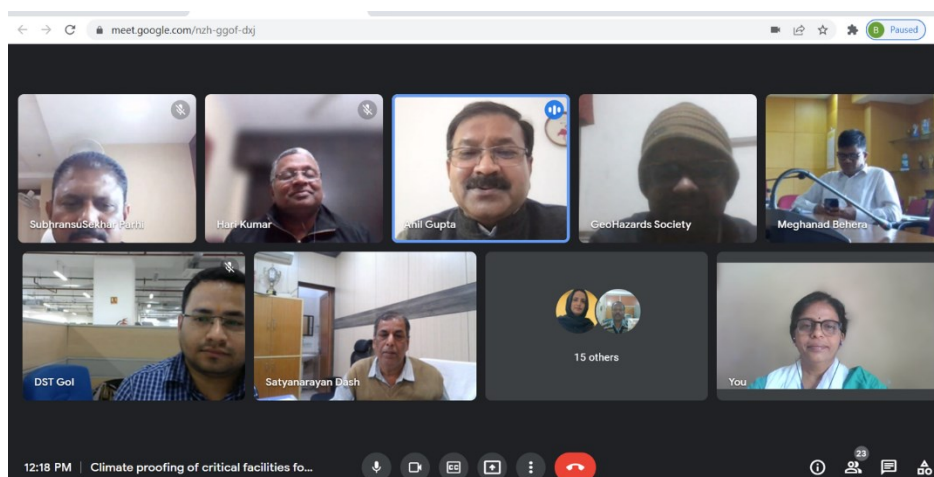 meet.google.com/nzh-ggof-dxj
B Paused
SubhransuSekhar Parhi
Hari Kumar
Anil Gupta
GeoHazards Society
Meghanad Behera
DST GoI
Satyanarayan Dash
15 others
You
12:18 PM | Climate proofing of critical facilities fo...
CC
23